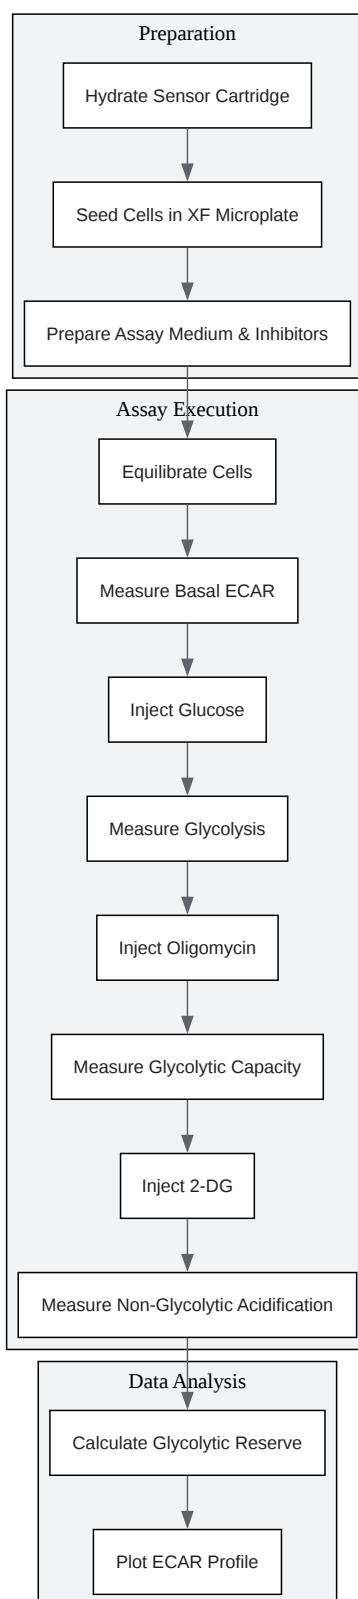 Preparation
Hydrate Sensor Cartridge
Seed Cells in XF Microplate
Prepare Assay Medium & Inhibitors
Assay Execution
Equilibrate Cells
Measure Basal ECAR
Inject Glucose
Measure Glycolysis
Inject Oligomycin
Measure Glycolytic Capacity
Inject 2-DG
Measure Non-Glycolytic Acidification
Data Analysis
Calculate Glycolytic Reserve
Plot ECAR Profile